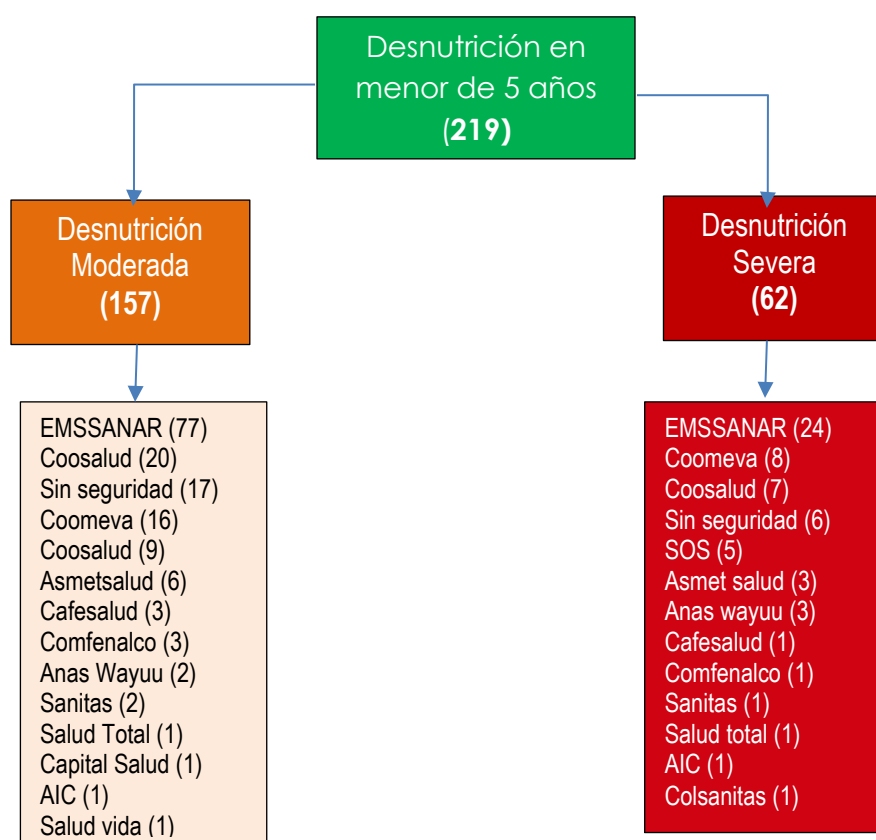 Desnutrición en
menor de 5 años
(219)
Desnutrición
Moderada
(157)
Desnutrición
Severa
(62)
EMSSANAR (77)
Coosalud (20)
Sin seguridad (17)
Coomeva (16)
Coosalud (9)
Asmetsalud (6)
Cafesalud (3)
Comfenalco (3)
Anas Wayuu (2)
Sanitas (2)
Salud Total (1)
Capital Salud (1)
AIC (1)
Salud vida (1)
EMSSANAR (24)
Coomeva (8)
Coosalud (7)
Sin seguridad (6)
SOS (5)
Asmet salud (3)
Anas wayuu (3)
Cafesalud (1)
Comfenalco (1)
Sanitas (1)
Salud total (1)
AIC (1)
Colsanitas (1)